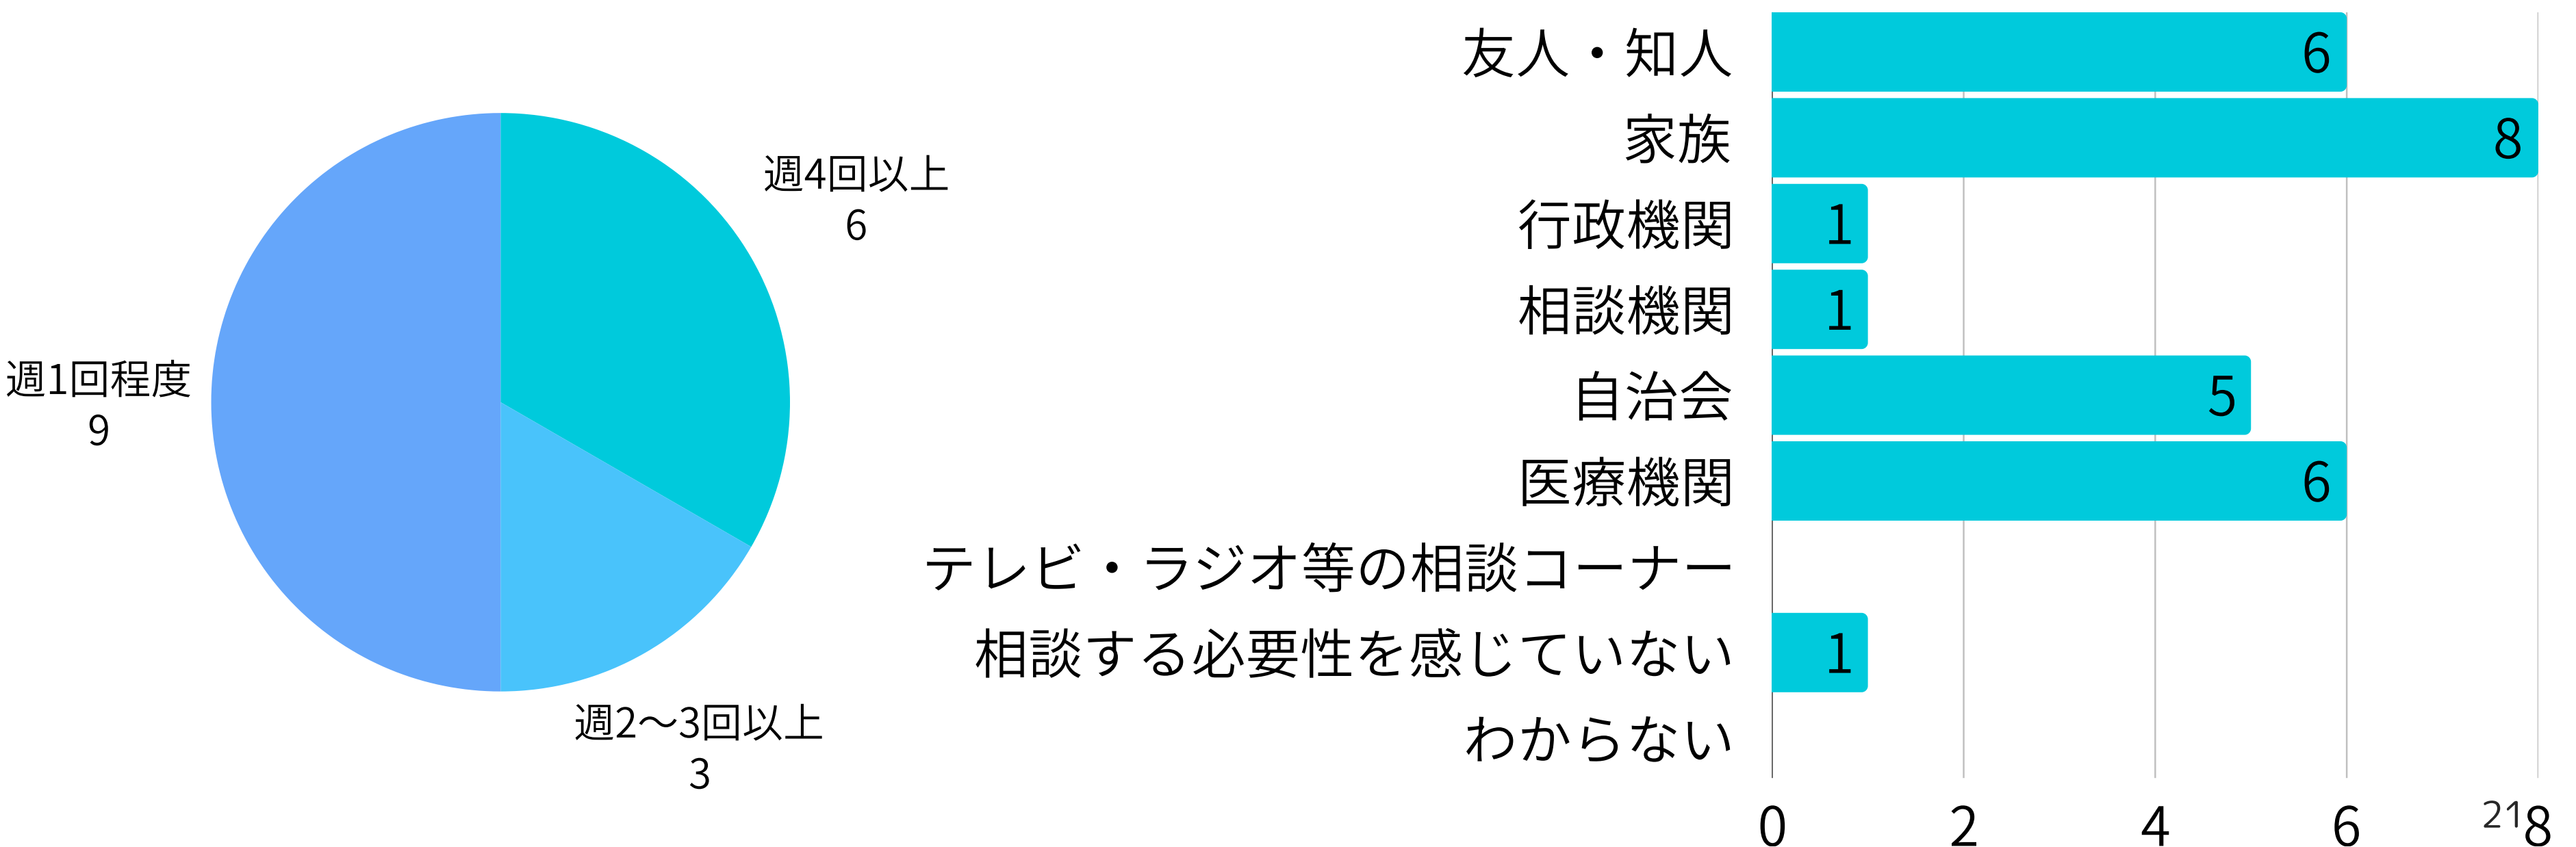 週4回以上
6
週1回程度
9
週2～3回以上
3
友人・知人
6
家族
8
行政機関
1
相談機関
1
自治会
5
医療機関
6
テレビ・ラジオ等の相談コーナー
相談する必要性を感じていない
1
わからない
0 2 4 6 8
21